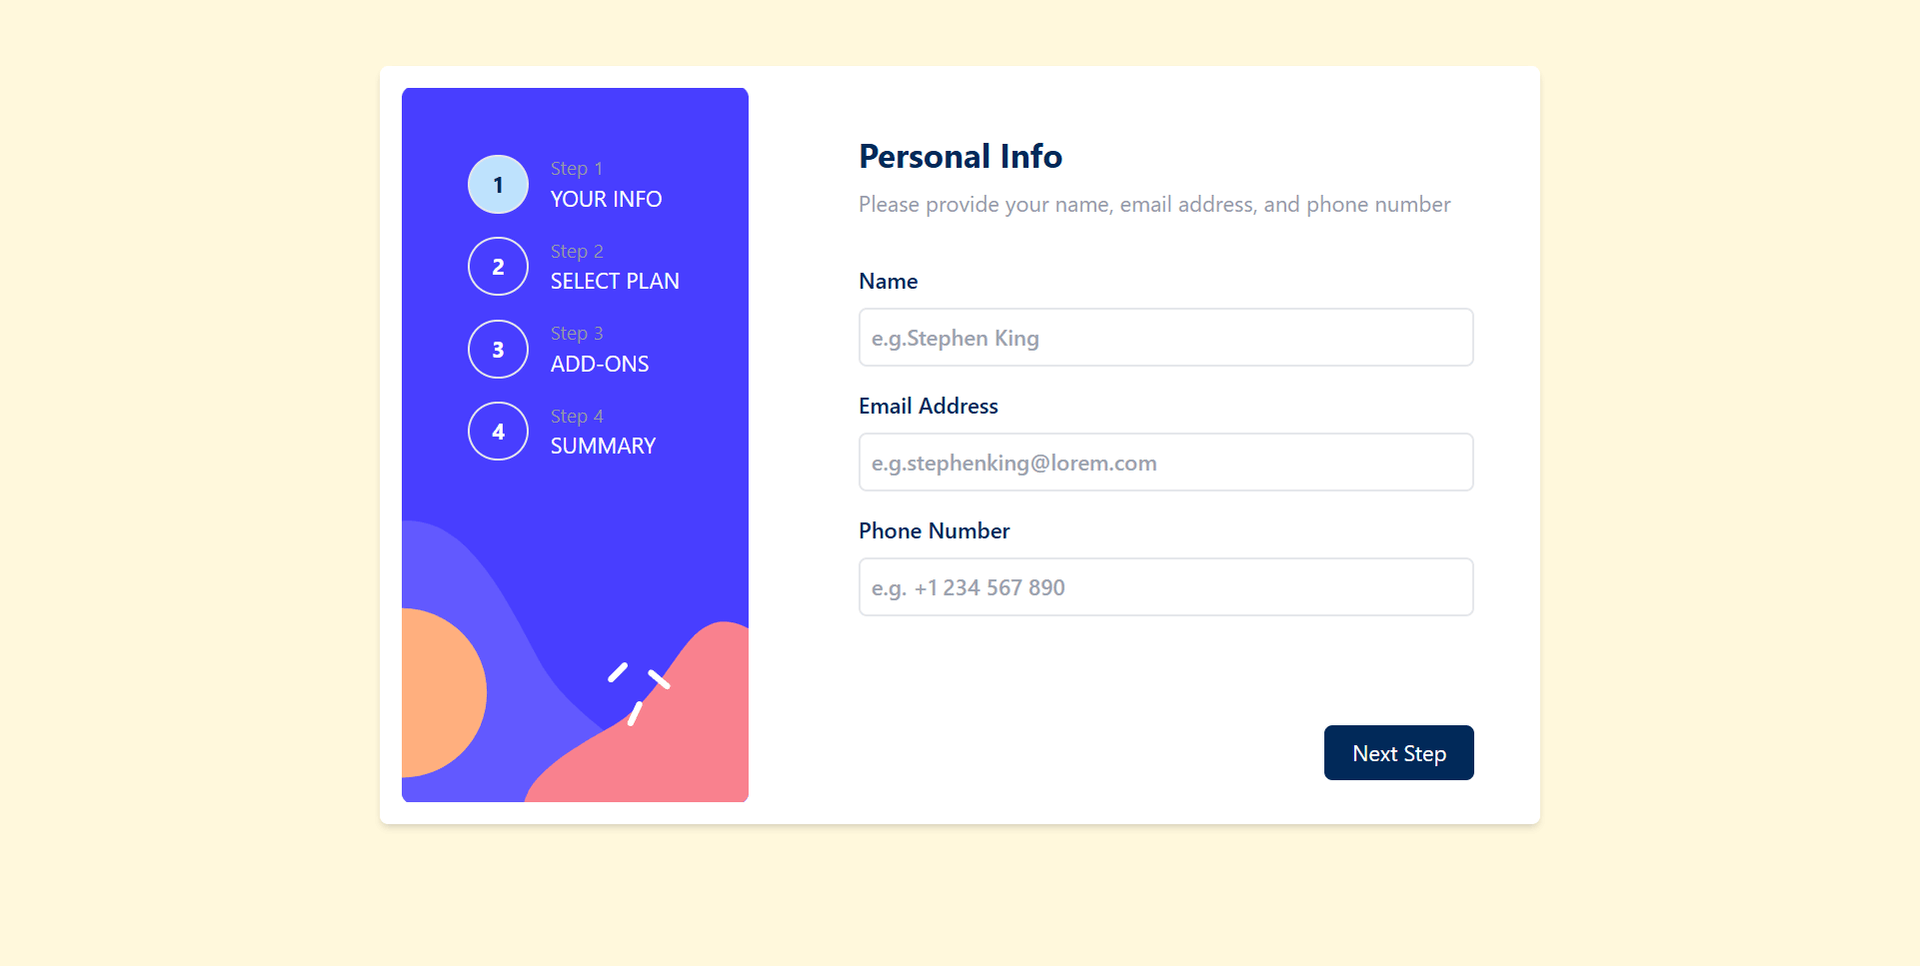 1
Step 1
YOUR INFO
2
Step 2
SELECT PLAN
3
Step 3
ADD-ONS
4
Step 4
SUMMARY
Personal Info
Please provide your name, email address, and phone number
Name
e.g.Stephen King
Email Address
e.g.stephenking@lorem.com
Phone Number
e.g. +1 234 567 890
Next Step